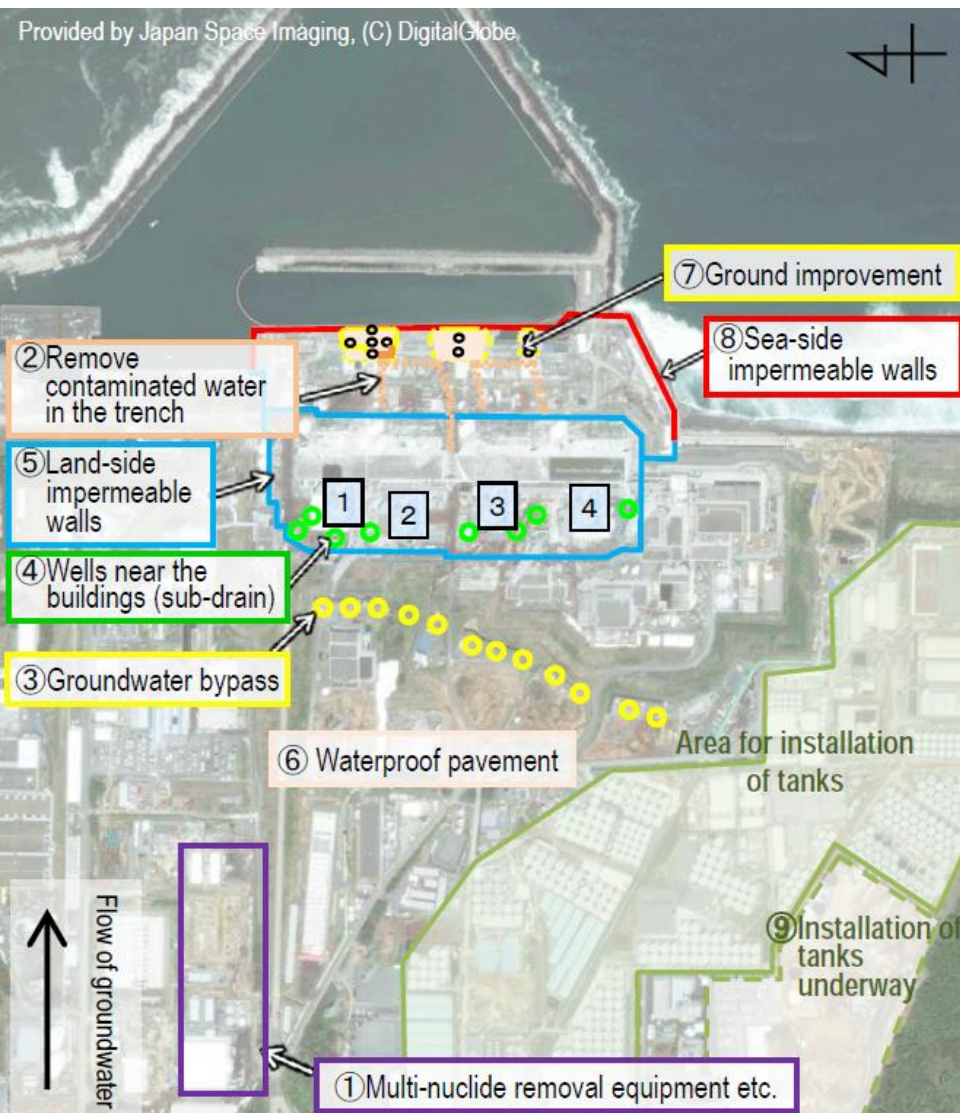 Provided by Japan Space Imaging, (C) DigitalGlobe
⑦Ground improvement
②Remove
contaminated water
in the trench
⑧Sea-side
impermeable walls
⑤Land-side
impermeable
walls
1
2
3
4
④Wells near the
buildings (sub-drain)
③Groundwater bypass
⑥ Waterproof pavement
Area for installation
of tanks
Flow of groundwater
⑨Installation of
tanks
underway
①Multi-nuclide removal equipment etc.